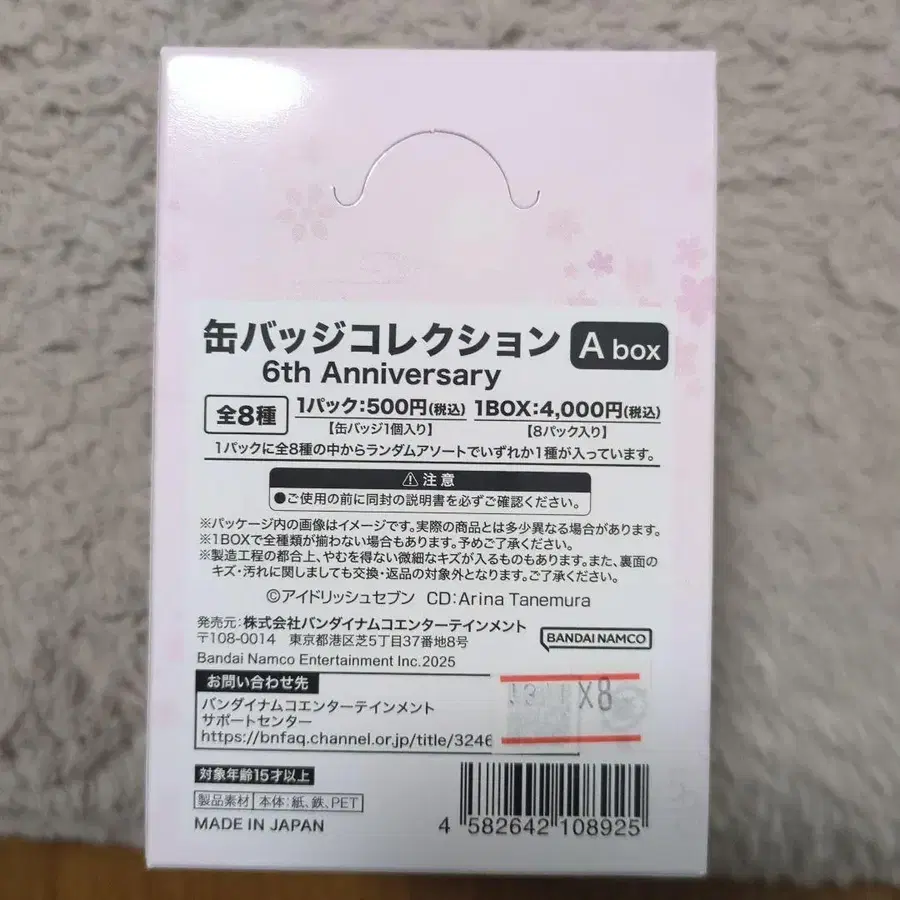 缶バッジコレクション A box
6th Anniversary
全8種 1パック:500円(税込) 1BOX:4,000円(税込)
【缶バッジ1個入り】 【8パック入り】
1パックに全8種の中からランダムアソートでいずれか1種が入っています。
⚠注意
●ご使用の前に同封の説明書を必ずご確認ください。
※パッケージ内の画像はイメージです。実際の商品とは多少異なる場合があります。
※1BOXで全種類が揃わない場合もあります。予めご了承ください。
※製造工程の都合上、やむを得ない微細なキズが入るものもあります。また、裏面の
キズ・汚れに関しましても交換・返品の対象外となります。ご了承ください。
©アイドリッシュセブン CD:Arina Tanemura
発売元:株式会社バンダイナムコエンターテインメント
〒108-0014 東京都港区芝5丁目37番地8号
BANDAI NAMCO
Bandai Namco Entertainment Inc.2025
お問い合わせ先
バンダイナムコエンターテインメント
サポートセンター
https://bnfaq.channel.or.jp/title/3246
X8
対象年齢15才以上
製品素材 本体:紙、鉄、PET
MADE IN JAPAN
4 582642 108925